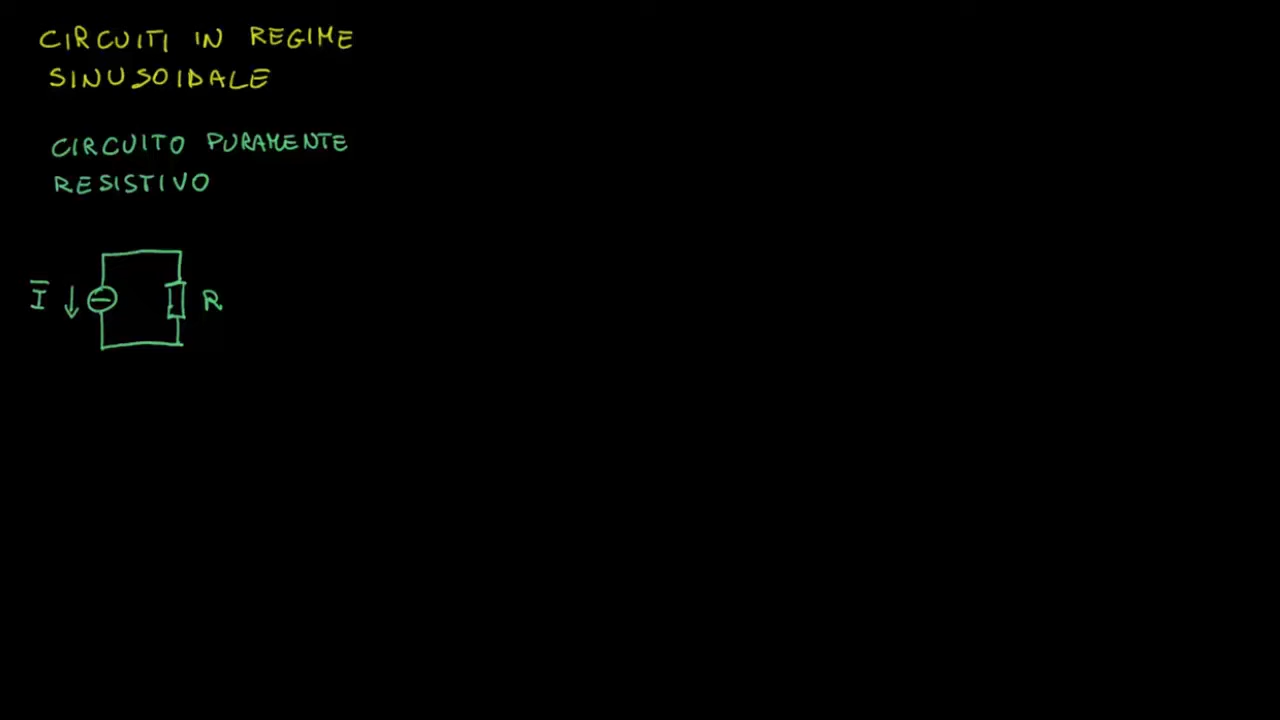 CIRCUITI IN REGIME
SINUSOIDALE
CIRCUITO PURAMENTE
RESISTIVO
Ī R